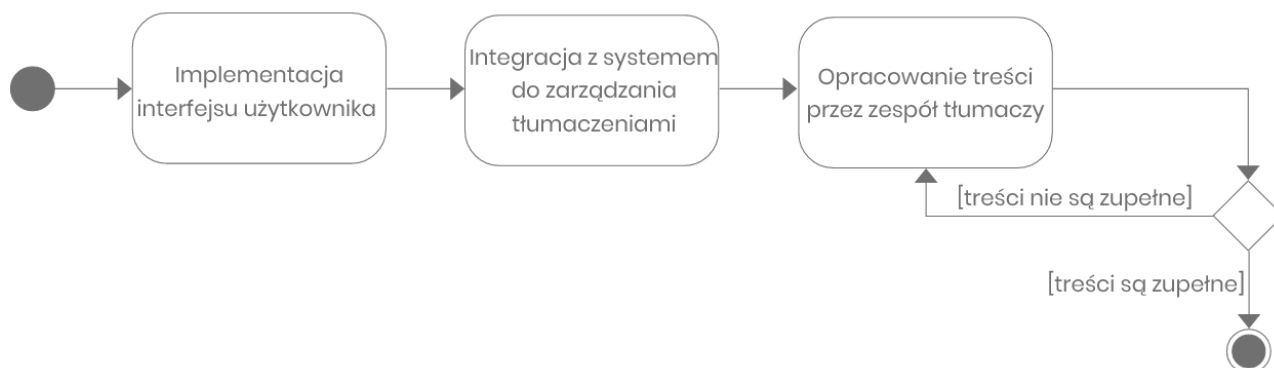 Implementacja
interfejsu użytkownika
Integracja z systemem
do zarządzania
tłumaczeniami
Opracowanie treści
przez zespół tłumaczy
[treści nie są zupełne]
[treści są zupełne]